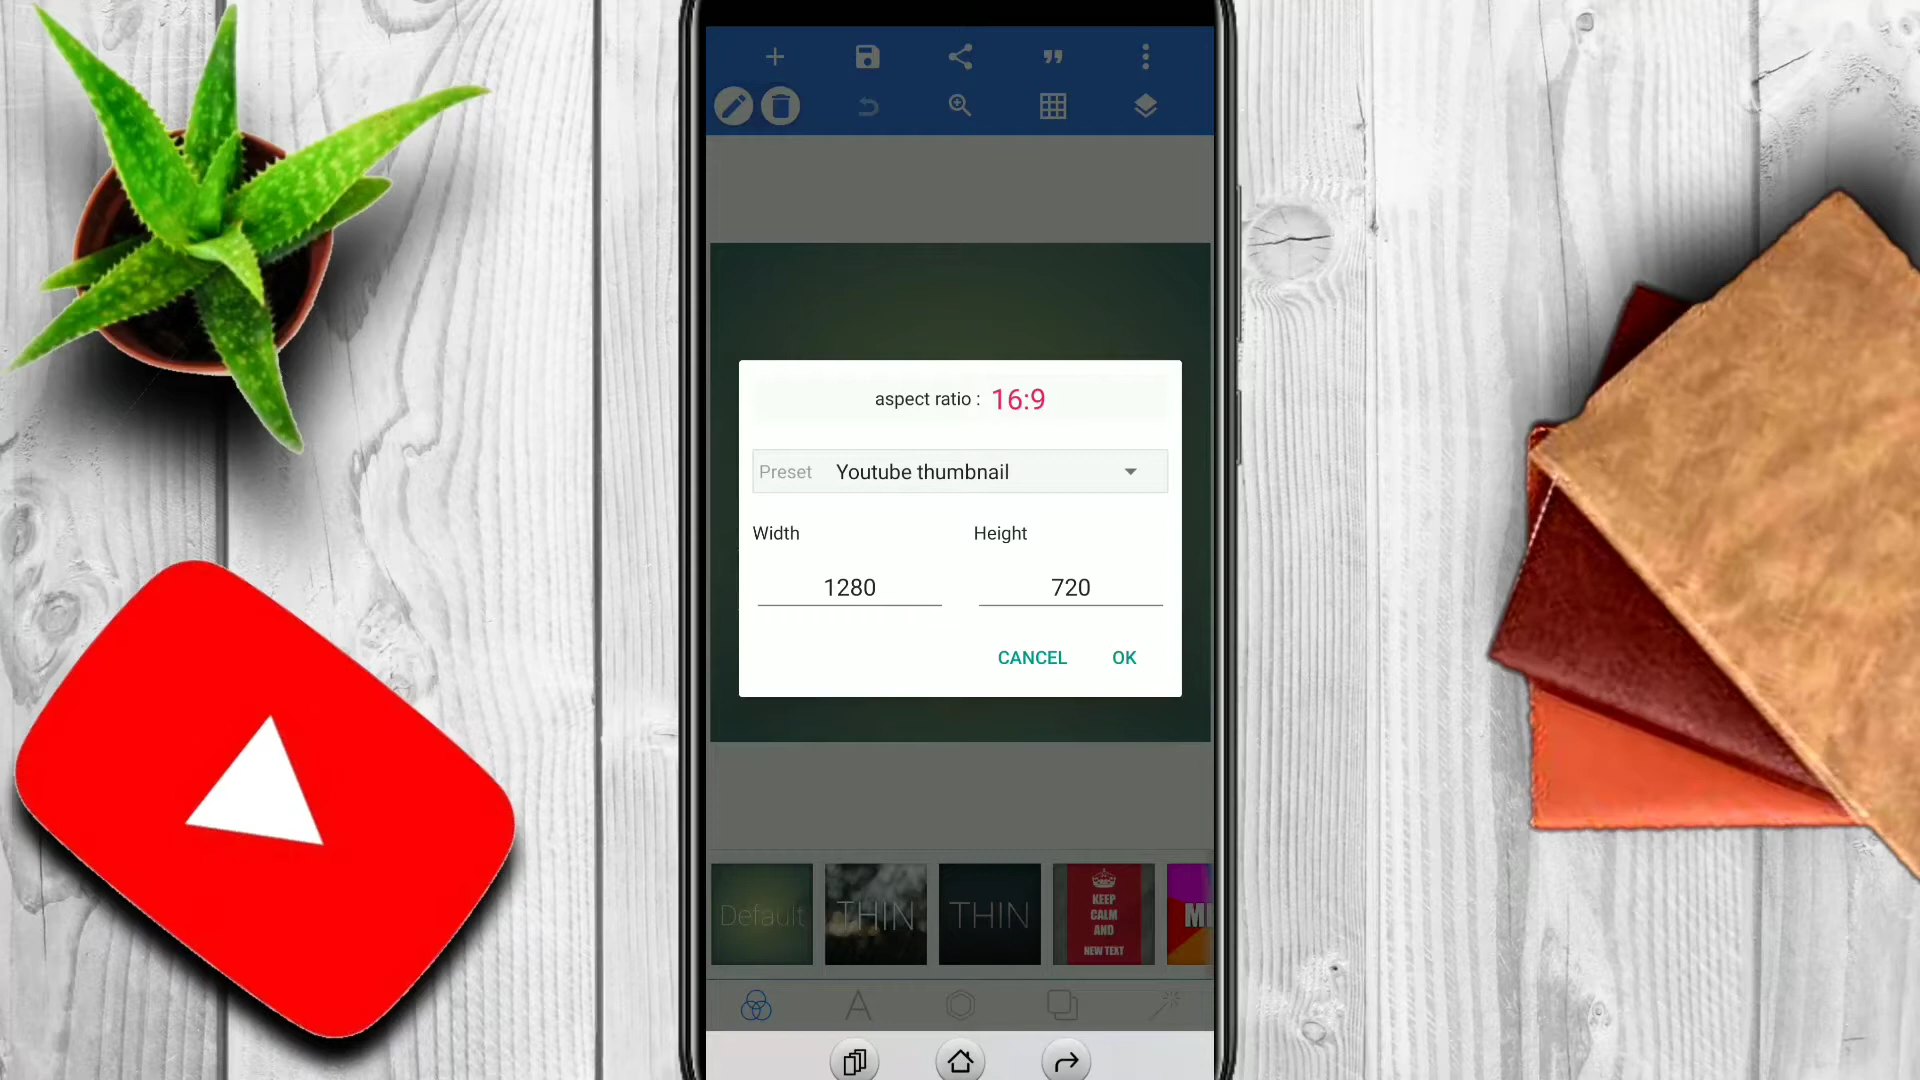 aspect ratio : 16:9
Preset Youtube thumbnail
Width Height
1280 720
CANCEL OK
Default THIN THIN
KEEP
CALM
AND
NEW TEXT